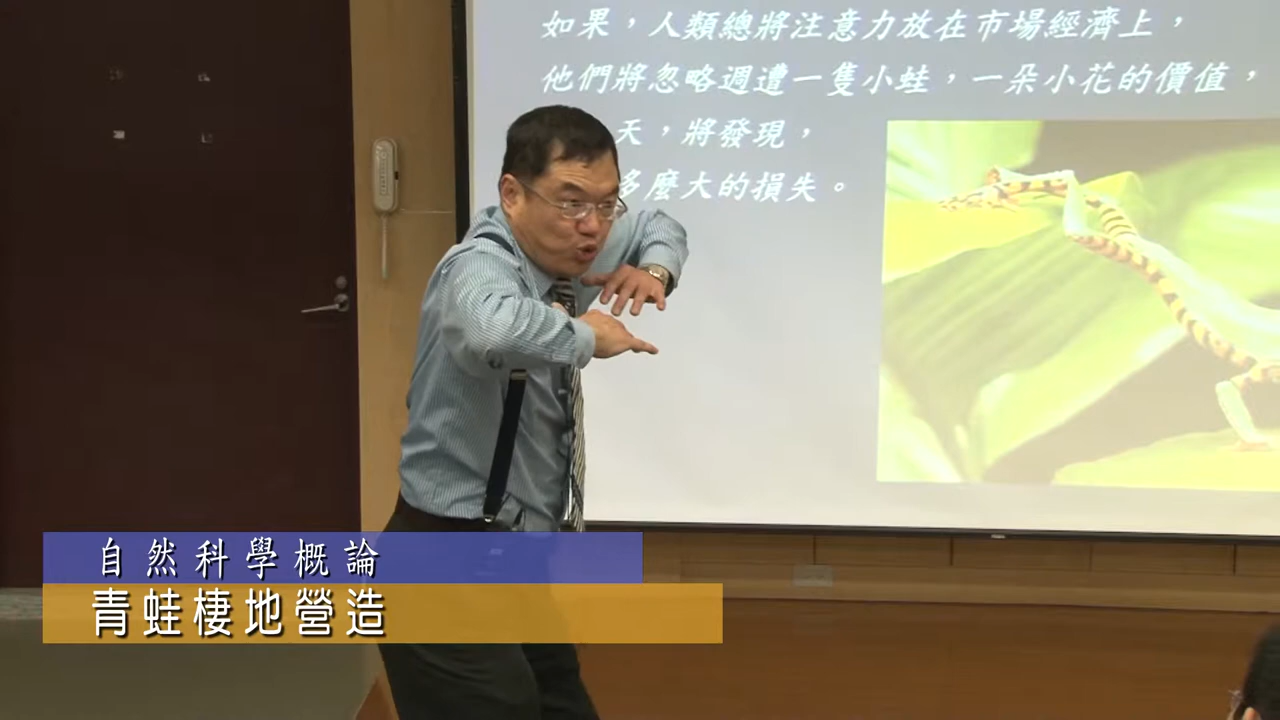 如果，人類總將注意力放在市場經濟上，
他們將忽略週遭一隻小蛙，一朵小花的價值，
天，將發現，
多麼大的損失。
自然科學概論
青蛙棲地營造